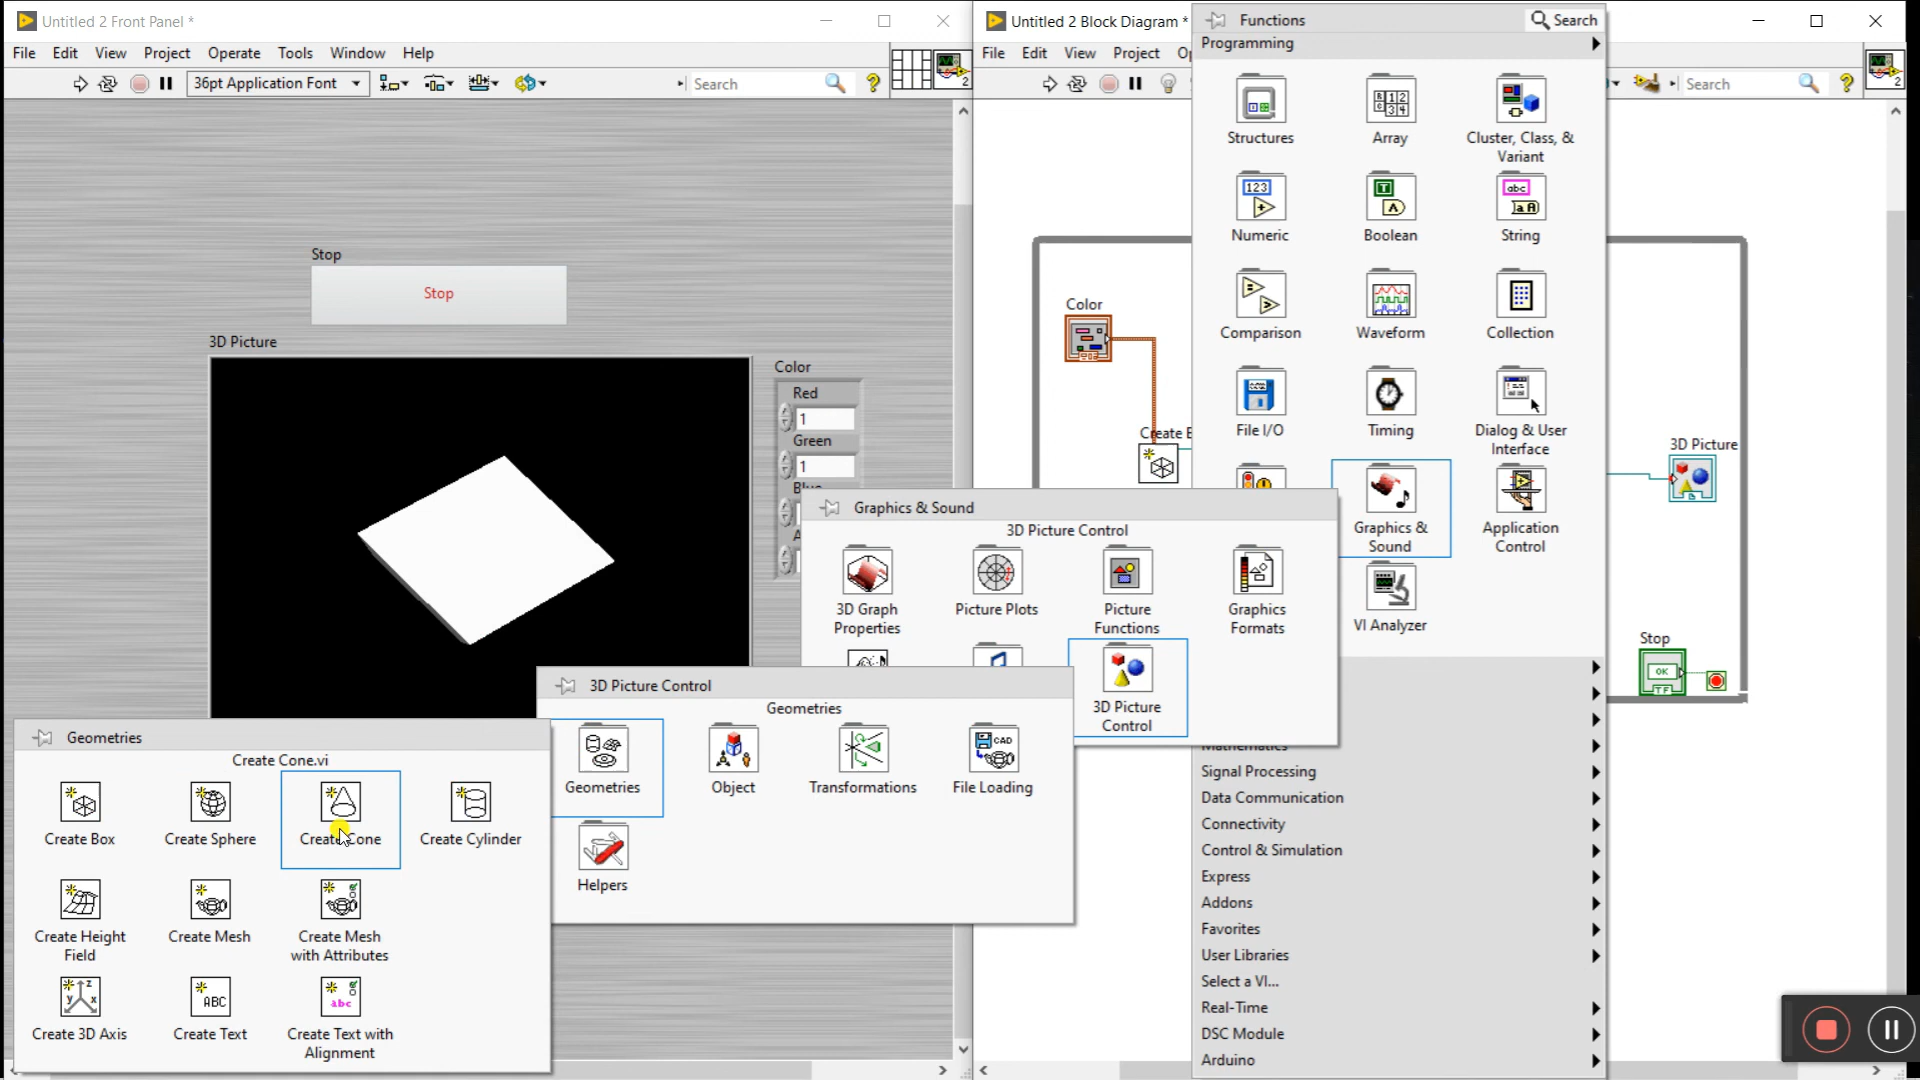 Untitled 2 Front Panel *
File Edit View Project Operate Tools Window Help
36pt Application Font
Search
Stop
Stop
3D Picture
Color
Red
1
Green
1
Untitled 2 Block Diagram *
File Edit View Project
Search
2
2
Color
3D Picture
Stop
OK
TF
Functions
Search
Programming
Structures
Array
Cluster, Class, &
Variant
Numeric
Boolean
String
Comparison
Waveform
Collection
File I/O
Timing
Dialog & User
Interface
Graphics &
Sound
Application
Control
VI Analyzer
Signal Processing
Data Communication
Connectivity
Control & Simulation
Express
Addons
Favorites
User Libraries
Select a VI...
Real-Time
DSC Module
Arduino
Graphics & Sound
3D Picture Control
3D Graph
Properties
Picture Plots
Picture
Functions
Graphics
Formats
3D Picture
Control
3D Picture Control
Geometries
Geometries
Object
Transformations
CAD
File Loading
Helpers
Geometries
Create Cone.vi
Create Box
Create Sphere
Create Cone
Create Cylinder
Create Height
Field
Create Mesh
Create Mesh
with Attributes
Create 3D Axis
ABC
Create Text
abc
Create Text with
Alignment